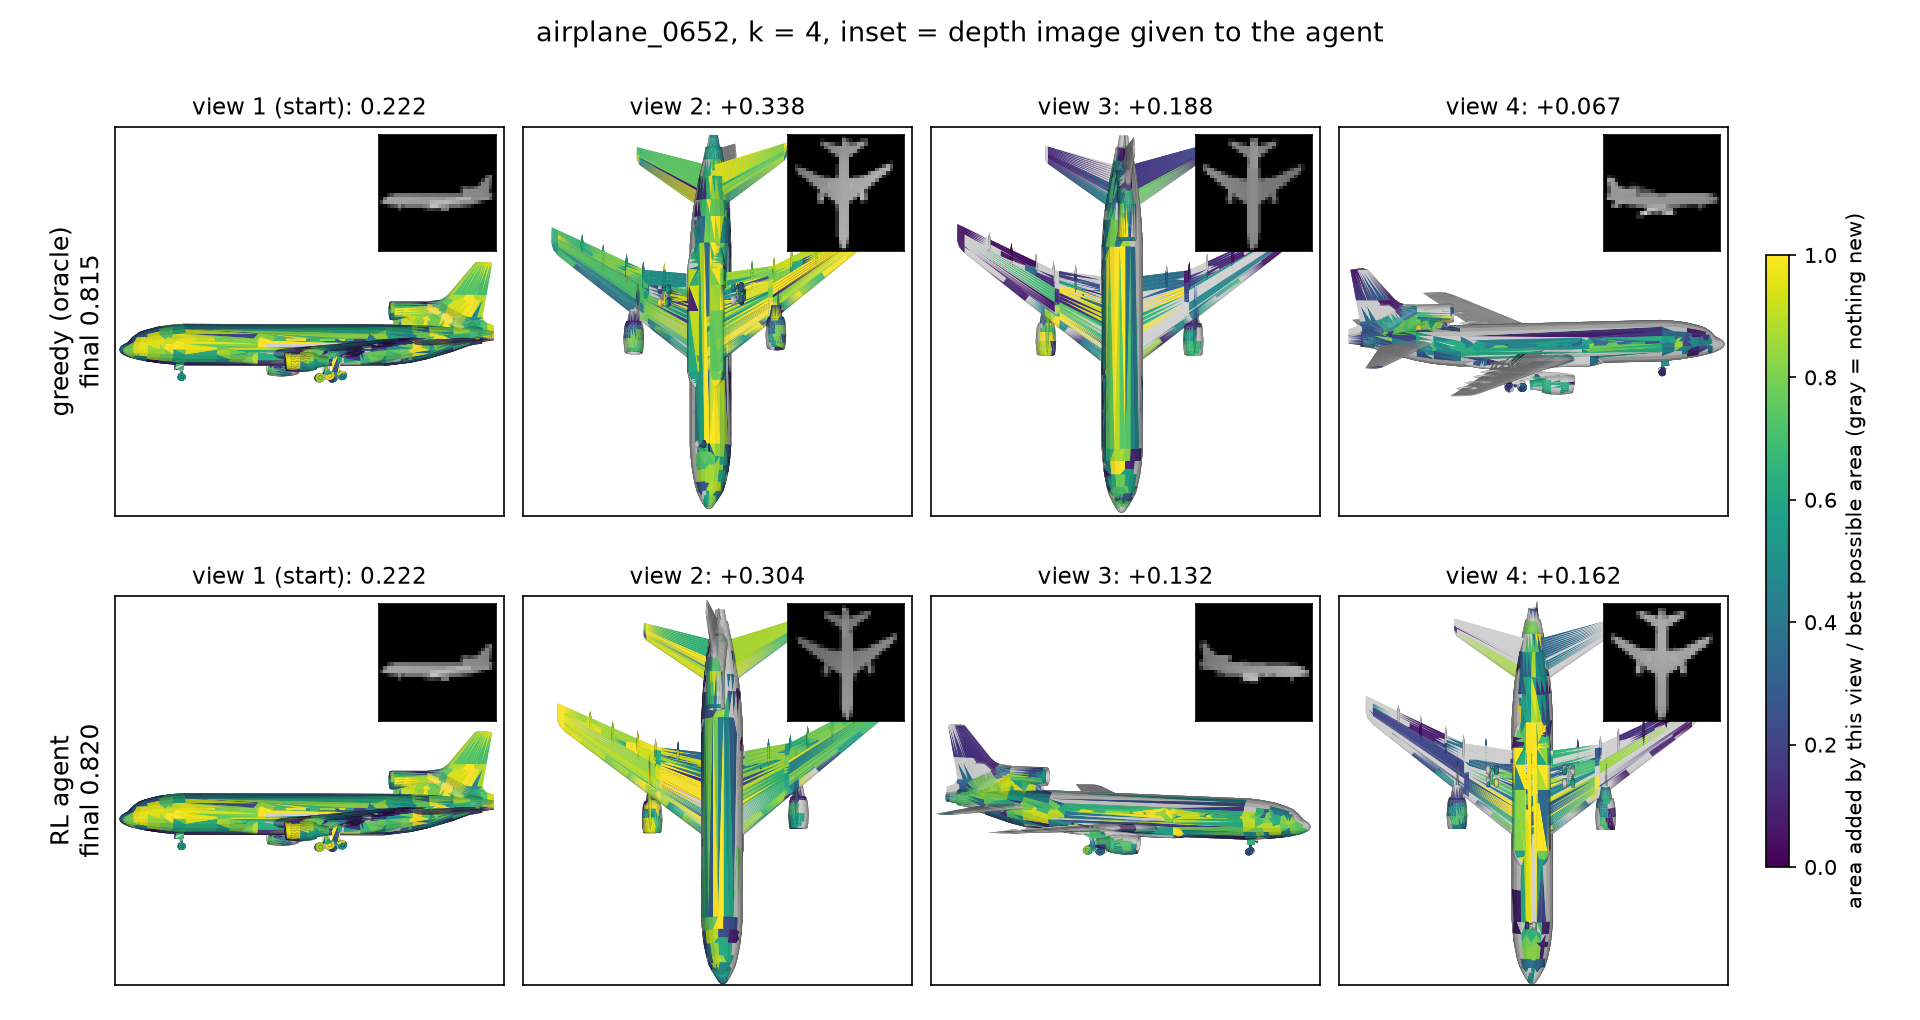 airplane_0652, k = 4, inset = depth image given to the agent
view 1 (start): 0.222
view 2: +0.338
view 3: +0.188
view 4: +0.067
greedy (oracle)
final 0.815
view 1 (start): 0.222
view 2: +0.304
view 3: +0.132
view 4: +0.162
RL agent
final 0.820
1.0
0.8
0.6
0.4
0.2
0.0
area added by this view / best possible area (gray = nothing new)